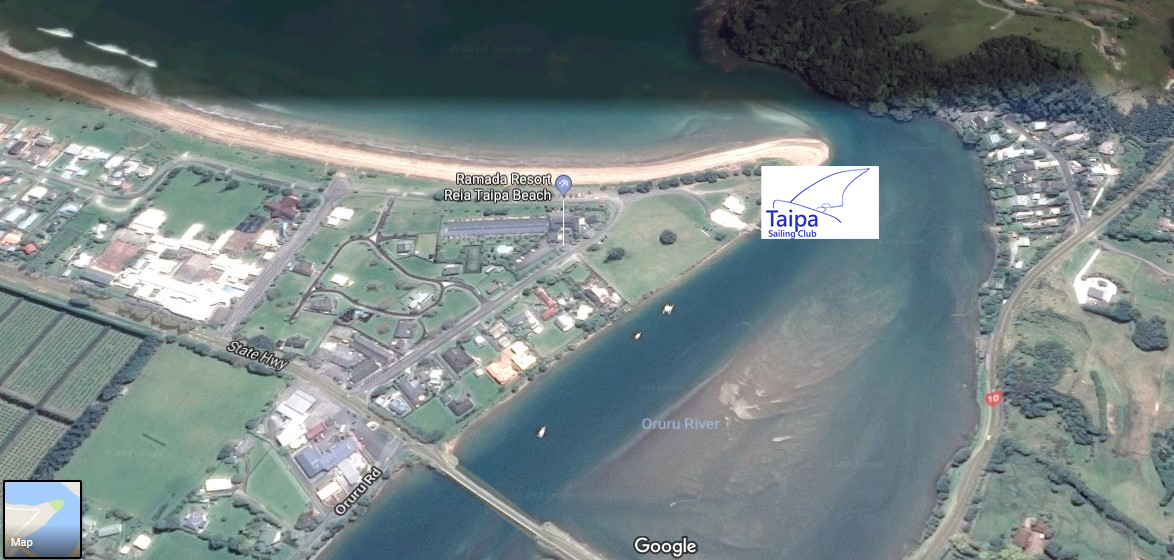 Ramada Resort
Reia Taipa Beach
Taipa
Sailing Club
State Hwy
10
Oruru River
Oruru Rd
Map
Google